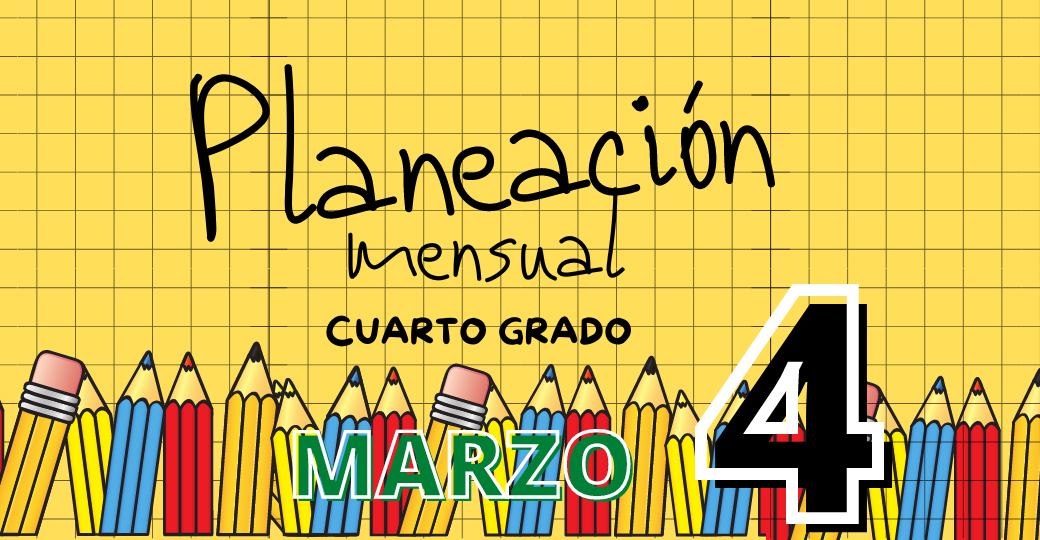 Planeación
mensual
CUARTO GRADO
MARZO
4